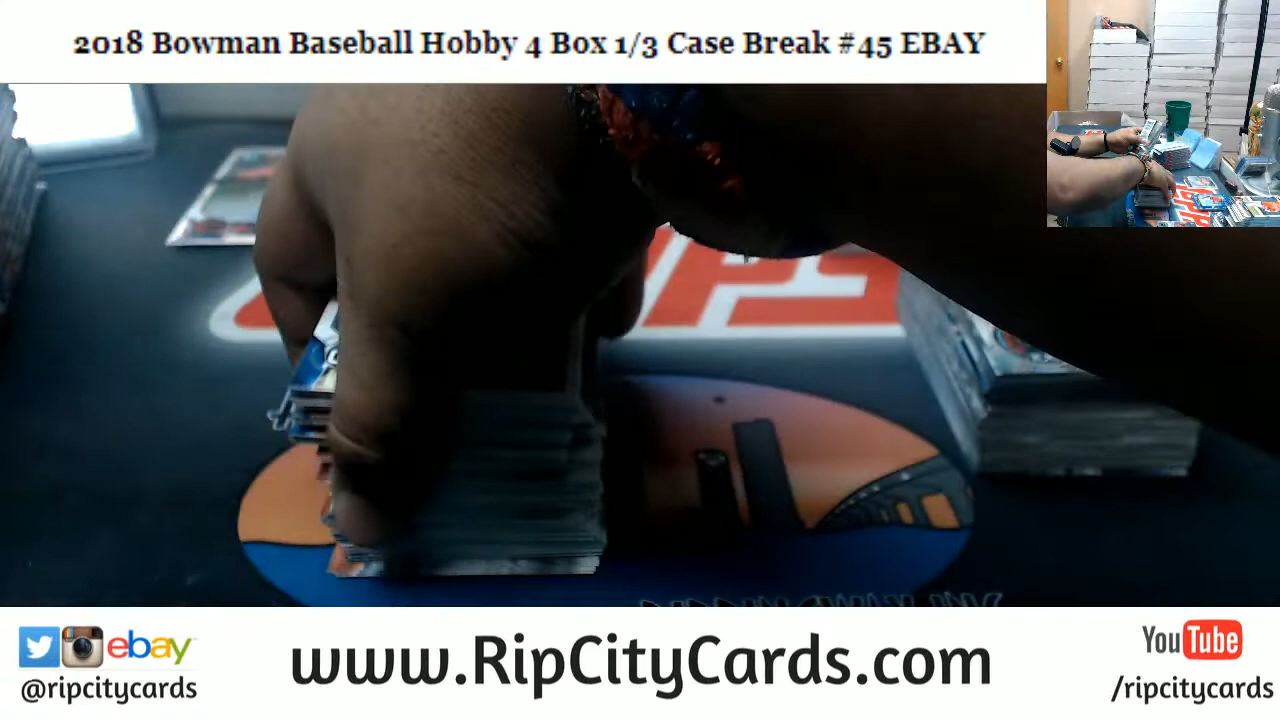 2018 Bowman Baseball Hobby 4 Box 1/3 Case Break #45 EBAY
ebay
@ripcitycards
www.RipCityCards.com
YouTube
/ripcitycards